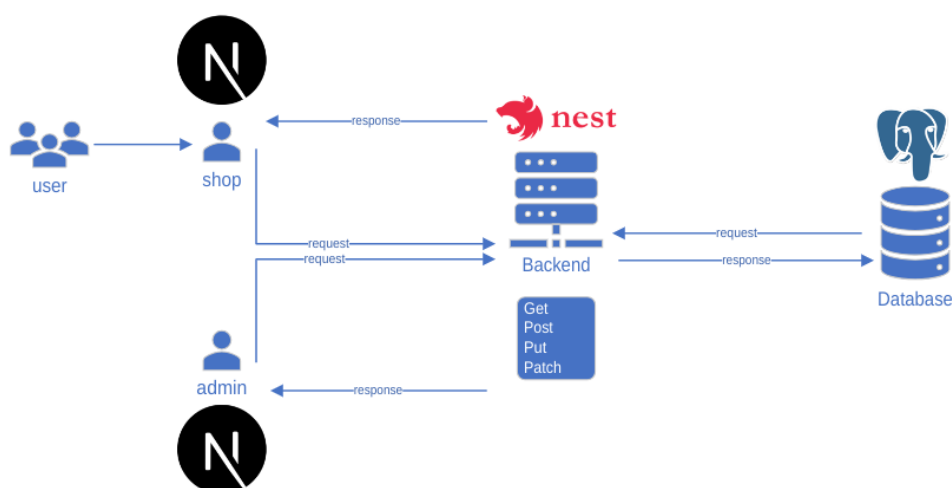 response
nest
user
shop
request
request
Backend
request
response
Database
Get
Post
Put
Patch
admin
response